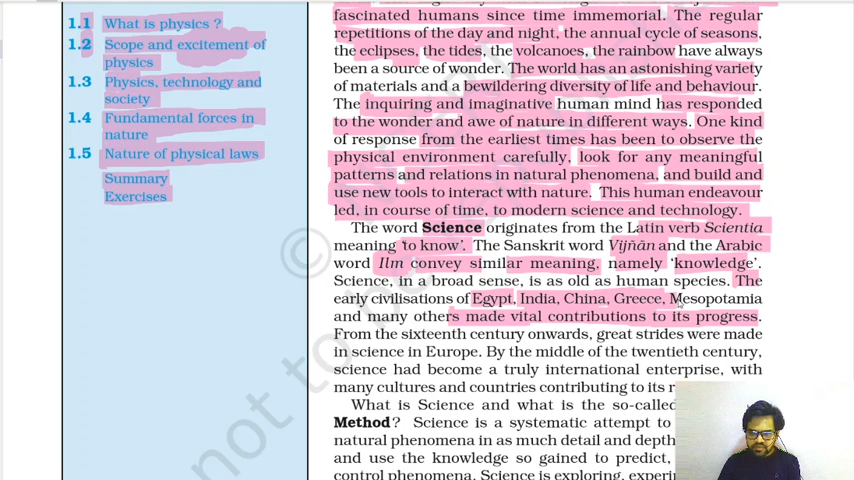 1.1 What is physics ?
1.2 Scope and excitement of
physics
1.3 Physics, technology and
society
1.4 Fundamental forces in
nature
1.5 Nature of physical laws
Summary
Exercises
fascinated humans since time immemorial. The regular
repetitions of the day and night, the annual cycle of seasons,
the eclipses, the tides, the volcanoes, the rainbow have always
been a source of wonder. The world has an astonishing variety
of materials and a bewildering diversity of life and behaviour.
The inquiring and imaginative human mind has responded
to the wonder and awe of nature in different ways. One kind
of response from the earliest times has been to observe the
physical environment carefully, look for any meaningful
patterns and relations in natural phenomena, and build and
use new tools to interact with nature. This human endeavour
led, in course of time, to modern science and technology.
The word Science originates from the Latin verb Scientia
meaning ‘to know’. The Sanskrit word Vijñān and the Arabic
word Ilm convey similar meaning, namely ‘knowledge’.
Science, in a broad sense, is as old as human species. The
early civilisations of Egypt, India, China, Greece, Mesopotamia
and many others made vital contributions to its progress.
From the sixteenth century onwards, great strides were made
in science in Europe. By the middle of the twentieth century,
science had become a truly international enterprise, with
many cultures and countries contributing to its
What is Science and what is the so-called
Method ? Science is a systematic attempt to
natural phenomena in as much detail and depth
and use the knowledge so gained to predict,
control phenomena. Science is exploring,
© not to be